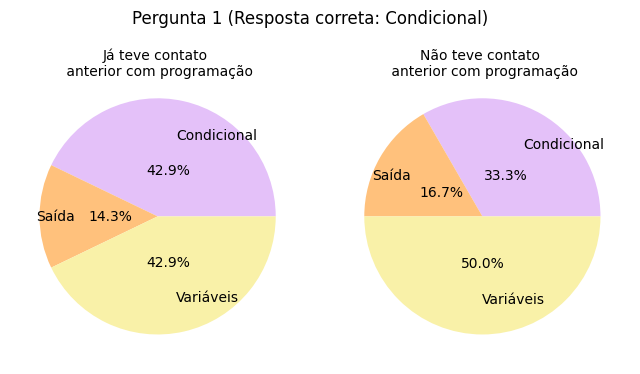 Pergunta 1 (Resposta correta: Condicional)
Já teve contato
anterior com programação
Condicional
42.9%
Saída
14.3%
42.9%
Variáveis
Não teve contato
anterior com programação
Condicional
33.3%
Saída
16.7%
50.0%
Variáveis